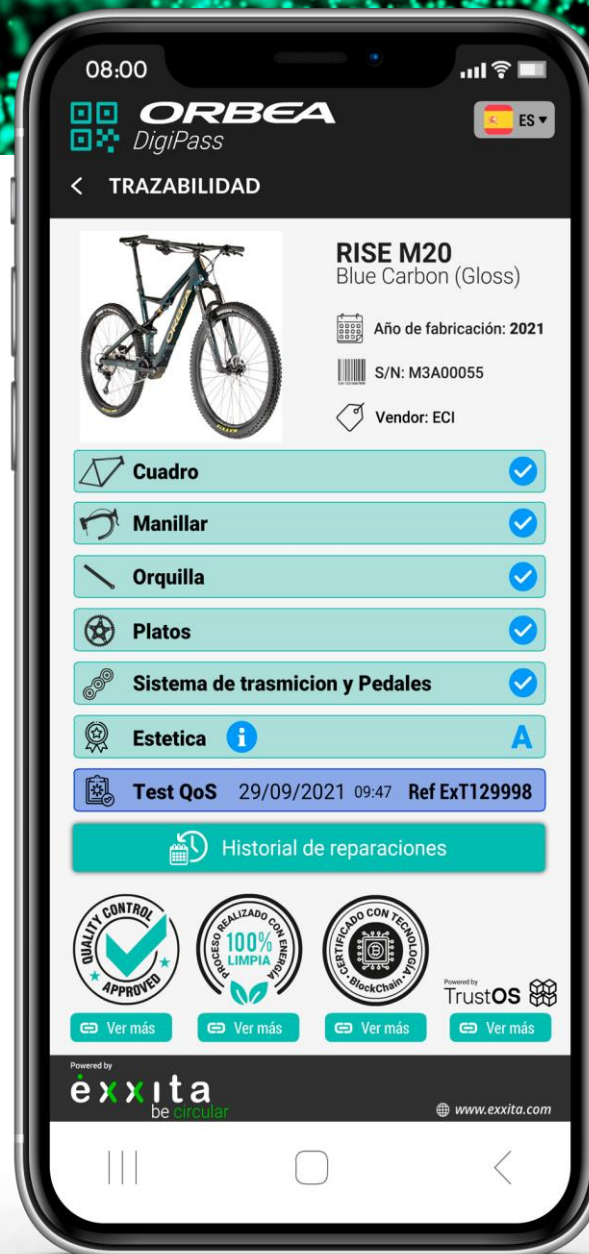 08:00
ORBEA
DigiPass
ES
TRAZABILIDAD
RISE M20
Blue Carbon (Gloss)
Año de fabricación: 2021
S/N: M3A00055
Vendor: ECI
ORBEA
Cuadro
Manillar
Orquilla
Platos
Sistema de trasmicion y Pedales
Estetica i A
Test QoS 29/09/2021 09:47 Ref ExT129998
Historial de reparaciones
QUALITY CONTROL
APPROVED
PROCESO REALIZADO CON ENERGÍA
100%
LIMPIA
CERTIFICADO CON TECNOLOGÍA
BlockChain
Powered by
TrustOS
Ver más
Ver más
Ver más
Ver más
Powered by
exxita
be circular
www.exxita.com